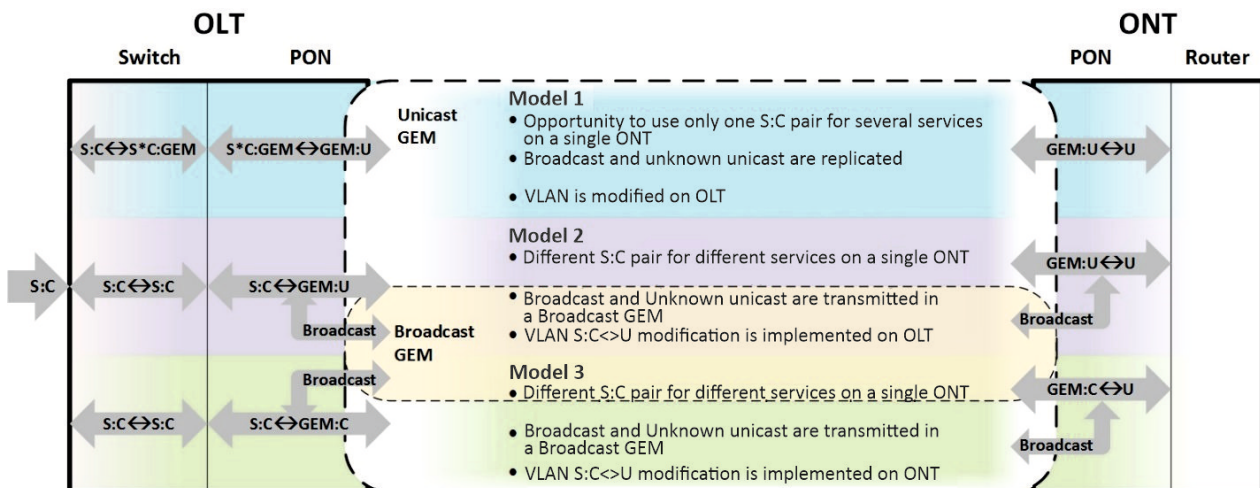 OLT
ONT
Switch
PON
PON
Router
Unicast
GEM
Model 1
• Opportunity to use only one S:C pair for several services
on a single ONT
• Broadcast and unknown unicast are replicated
• VLAN is modified on OLT
S:C↔S*C:GEM
S*C:GEM↔GEM:U
GEM:U↔U
Model 2
• Different S:C pair for different services on a single ONT
GEM:U↔U
S:C
S:C↔S:C
S:C↔GEM:U
• Broadcast and Unknown unicast are transmitted in
a Broadcast GEM
• VLAN S:C<>U modification is implemented on OLT
Broadcast
Broadcast
GEM
Broadcast
Broadcast
Model 3
• Different S:C pair for different services on a single ONT
GEM:C↔U
S:C↔S:C
S:C↔GEM:C
• Broadcast and Unknown unicast are transmitted in
a Broadcast GEM
• VLAN S:C<>U modification is implemented on ONT
Broadcast